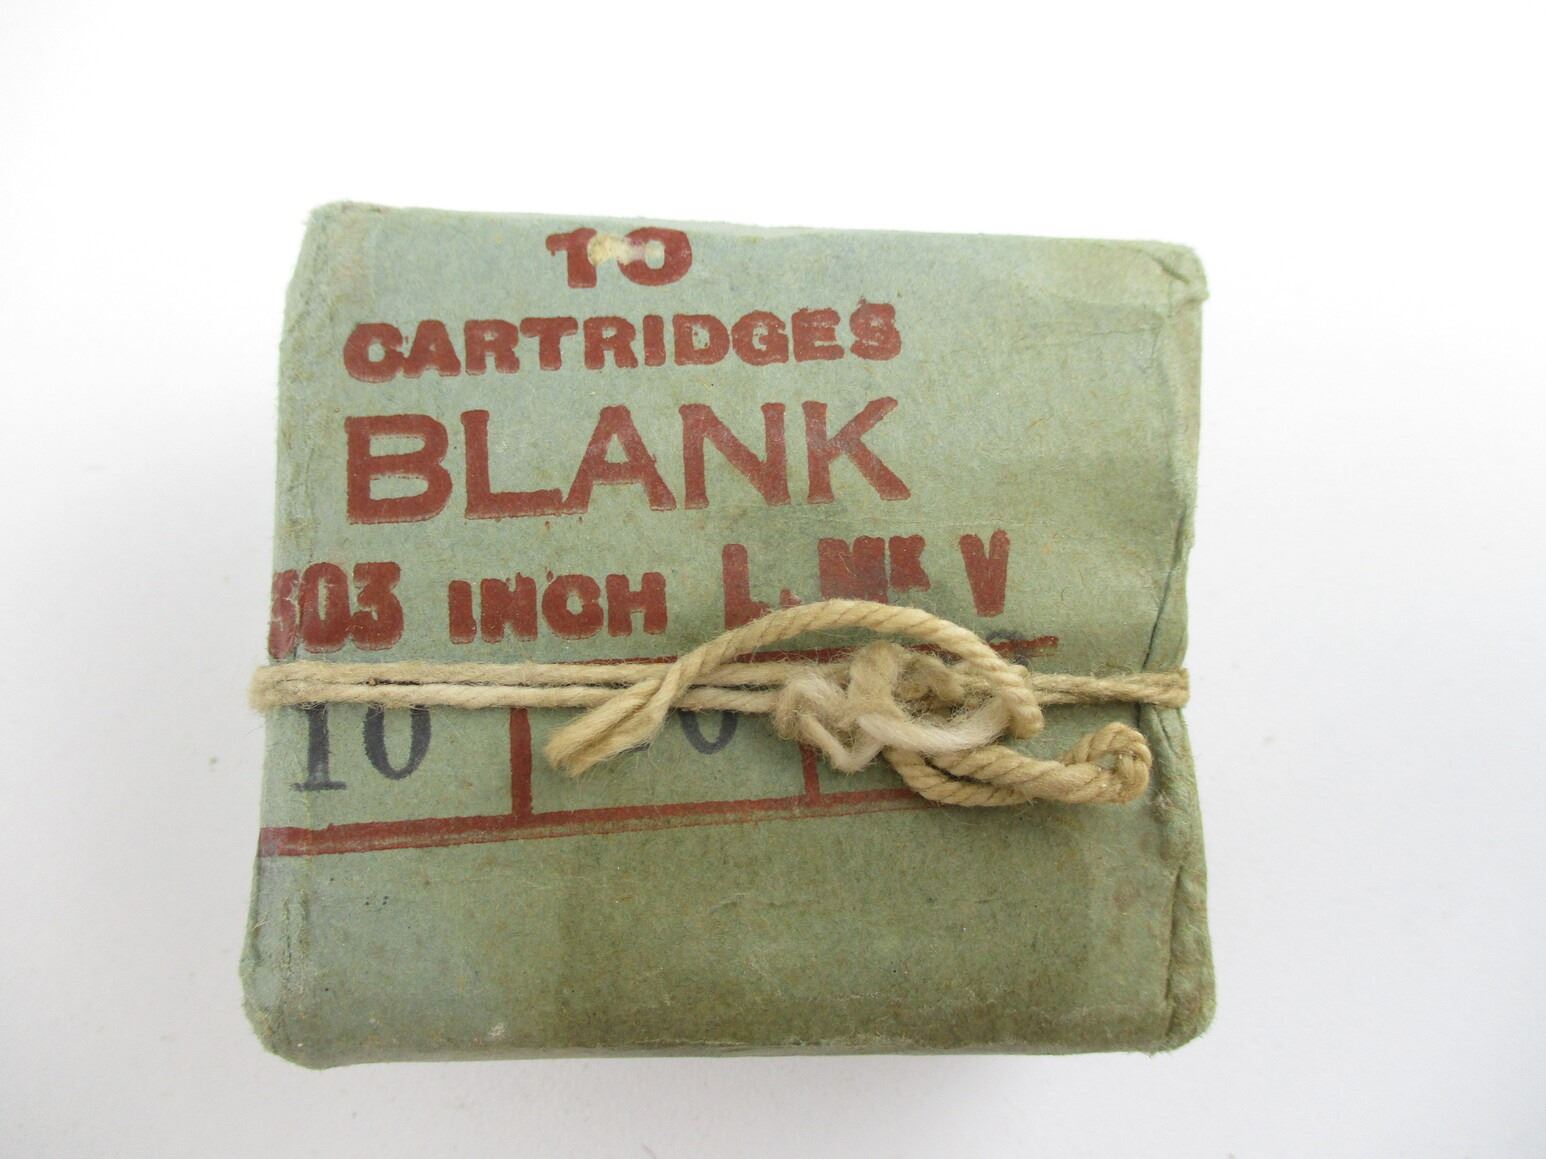 10
CARTRIDGES
BLANK
303 INCH L. MK V
10